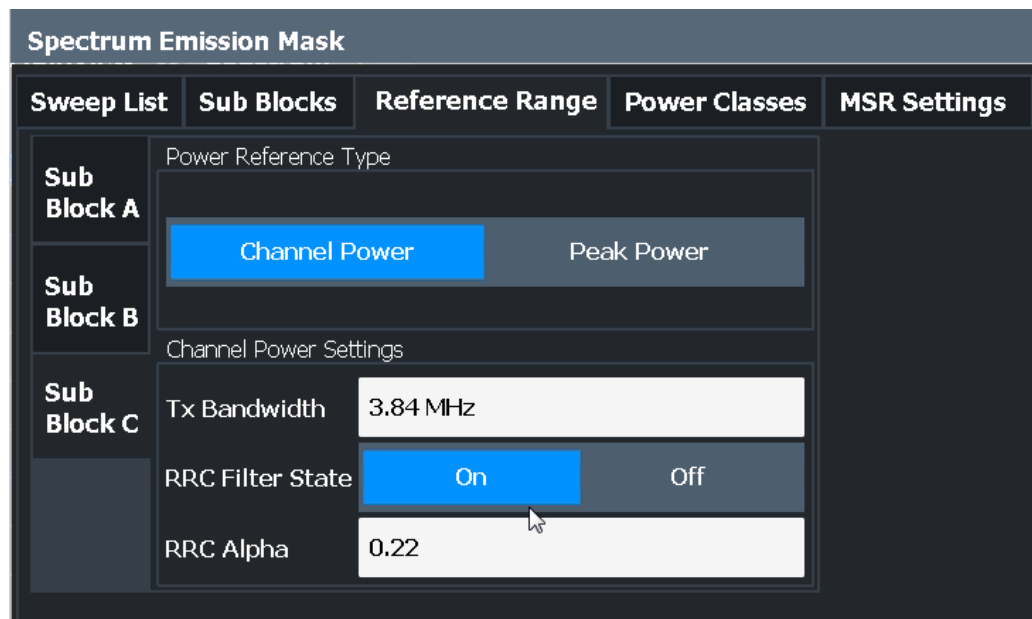 Spectrum Emission Mask
Sweep List Sub Blocks Reference Range Power Classes MSR Settings
Sub
Block A
Sub
Block B
Sub
Block C
Power Reference Type
Channel Power Peak Power
Channel Power Settings
Tx Bandwidth 3.84 MHz
RRC Filter State On Off
RRC Alpha 0.22